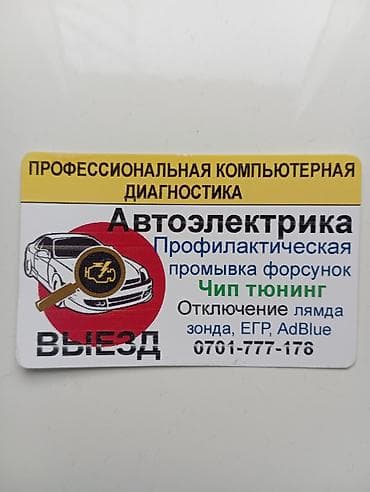 ПРОФЕССИОНАЛЬНАЯ КОМПЬЮТЕРНАЯ
ДИАГНОСТИКА
Автоэлектрика
Профилактическая
промывка форсунок
Чип тюнинг
Отключение лямда
зонда, ЕГР, AdBlue
ВЫЕЗД 0701-777-178